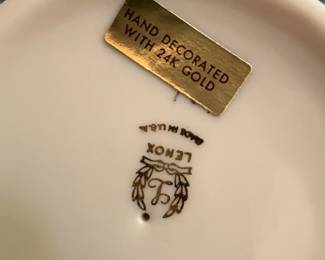 HAND DECORATED
WITH 24K GOLD
L
LENOX
MADE IN U.S.A.